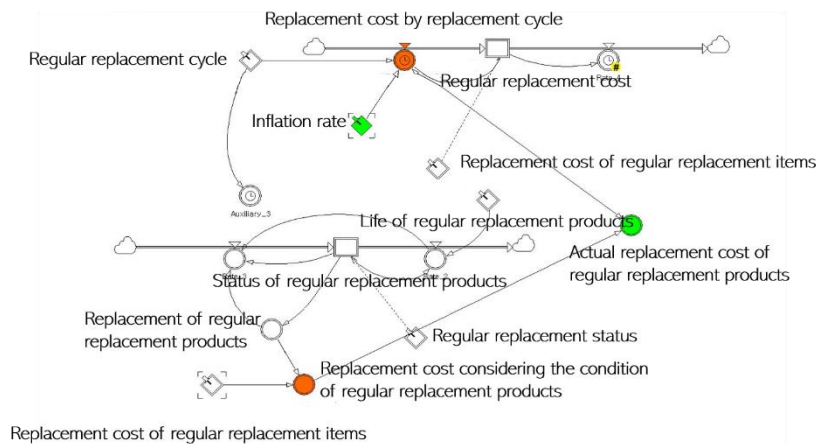 Replacement cost by replacement cycle
Regular replacement cycle
Regular replacement cost
Inflation rate
Replacement cost of regular replacement items
Auxiliary_3
Life of regular replacement products
Actual replacement cost of
regular replacement products
Status of regular replacement products
Replacement of regular
replacement products
Regular replacement status
Replacement cost considering the condition
of regular replacement products
Replacement cost of regular replacement items